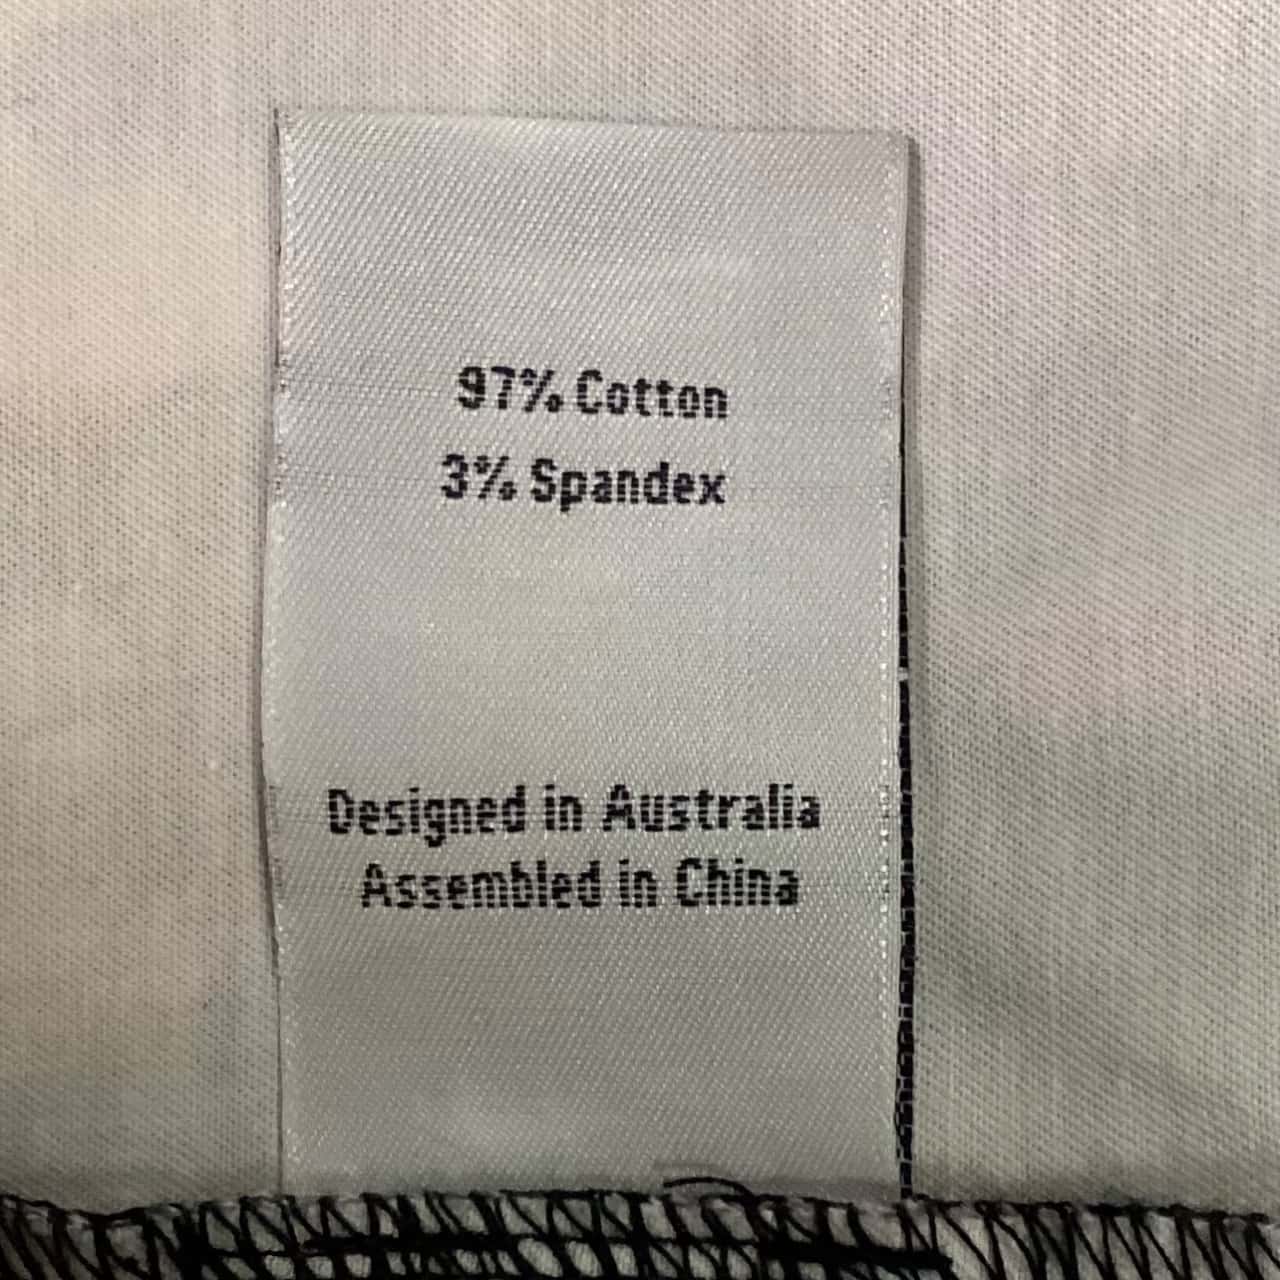 97% Cotton
3% Spandex
Designed in Australia
Assembled in China